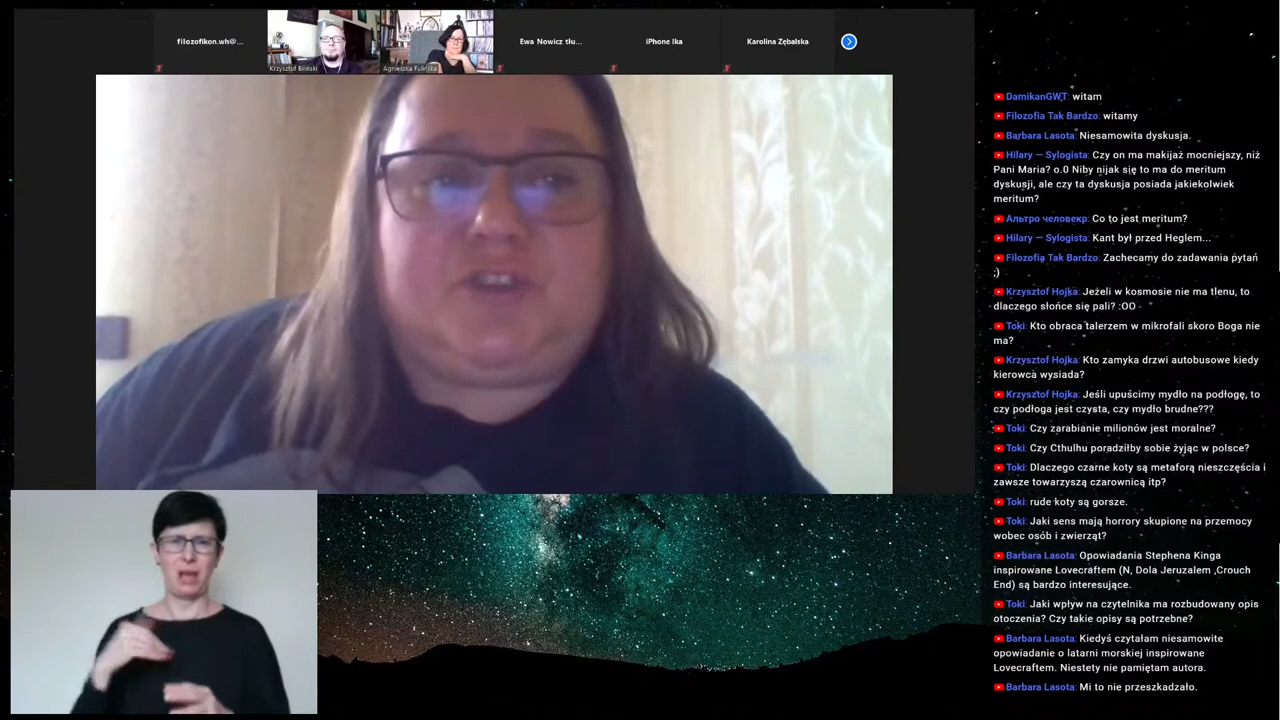 filozofikon.wh@...
Ewa Nowicz tłu...
iPhone Ika
Karolina Zębalska
Krzysztof Biliński
Agnieszka Fulińska
DamikanGWT: witam
Filozofia Tak Bardzo: witamy
Barbara Lasota: Niesamowita dyskusja.
Hilary — Sylogista: Czy on ma makijaż mocniejszy, niż
Pani Maria? o.0 Niby nijak się to ma do meritum
dyskusji, ale czy ta dyskusja posiada jakiekolwiek
meritum?
Альтро человекр: Co to jest meritum?
Hilary — Sylogista: Kant był przed Heglem...
Filozofia Tak Bardzo: Zachecamy do zadawania pytań
;)
Krzysztof Hojka: Jeżeli w kosmosie nie ma tlenu, to
dlaczego słońce się pali? :OO
Toki: Kto obraca talerzem w mikrofali skoro Boga nie
ma?
Krzysztof Hojka: Kto zamyka drzwi autobusowe kiedy
kierowca wysiada?
Krzysztof Hojka: Jeśli upuścimy mydło na podłogę, to
czy podłoga jest czysta, czy mydło brudne???
Toki: Czy zarabianie milionów jest moralne?
Toki: Czy Cthulhu poradziłby sobie żyjąc w polsce?
Toki: Dlaczego czarne koty są metaforą nieszczęścia i
zawsze towarzyszą czarownicą itp?
Toki: rude koty są gorsze.
Toki: Jaki sens mają horrory skupione na przemocy
wobec osób i zwierząt?
Barbara Lasota: Opowiadania Stephena Kinga
inspirowane Lovecraftem (N, Dola Jeruzalem ,Crouch
End) są bardzo interesujące.
Toki: Jaki wpływ na czytelnika ma rozbudowany opis
otoczenia? Czy takie opisy są potrzebne?
Barbara Lasota: Kiedyś czytałam niesamowite
opowiadanie o latarni morskiej inspirowane
Lovecraftem. Niestety nie pamiętam autora.
Barbara Lasota: Mi to nie przeszkadzało.